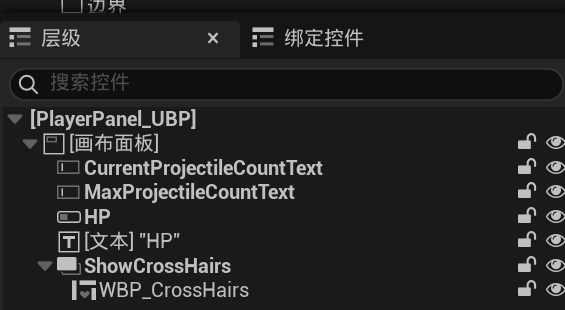 边界
层级 × 绑定控件
搜索控件
[PlayerPanel_UBP]
[画布面板]
CurrentProjectileCountText
MaxProjectileCountText
HP
[文本] "HP"
ShowCrossHairs
WBP_CrossHairs